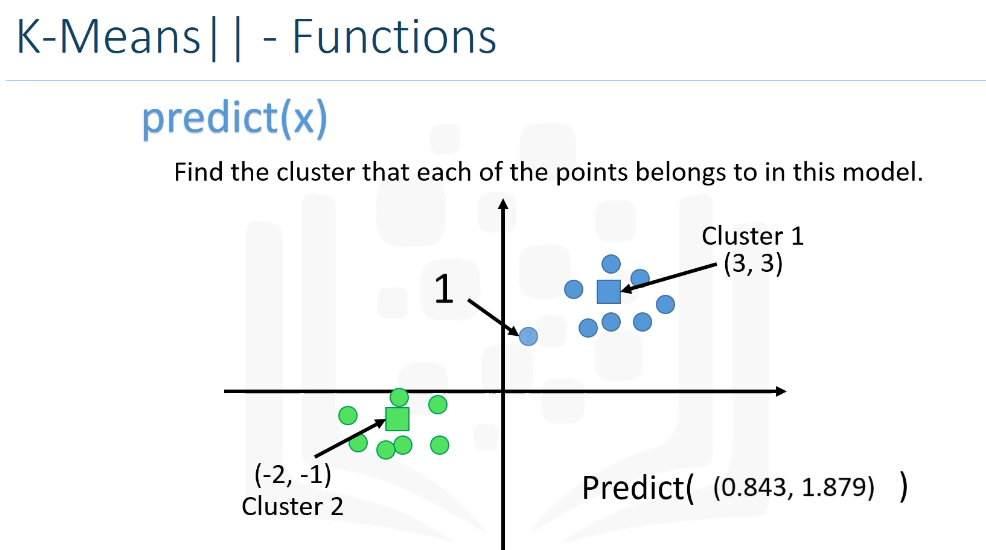 K-Means|| - Functions
predict(x)
Find the cluster that each of the points belongs to in this model.
Cluster 1
(3, 3)
1
(-2, -1)
Cluster 2
Predict( (0.843, 1.879) )